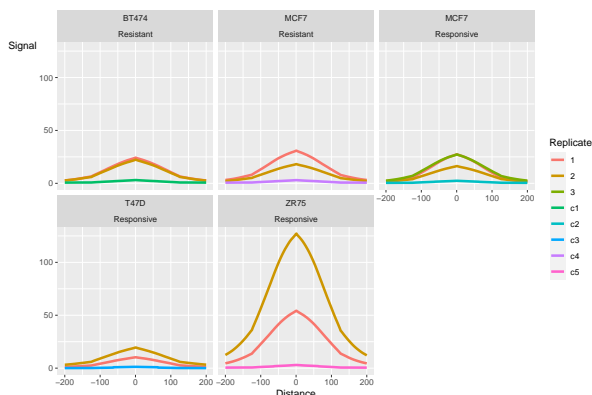 BT474
MCF7
MCF7
Resistant
Resistant
Responsive
Signal
100
50
0
−200 −100 0 100 200
T47D
ZR75
Responsive
Responsive
100
50
0
−200 −100 0 100 200
−200 −100 0 100 200
Distance
Replicate
1
2
3
c1
c2
c3
c4
c5